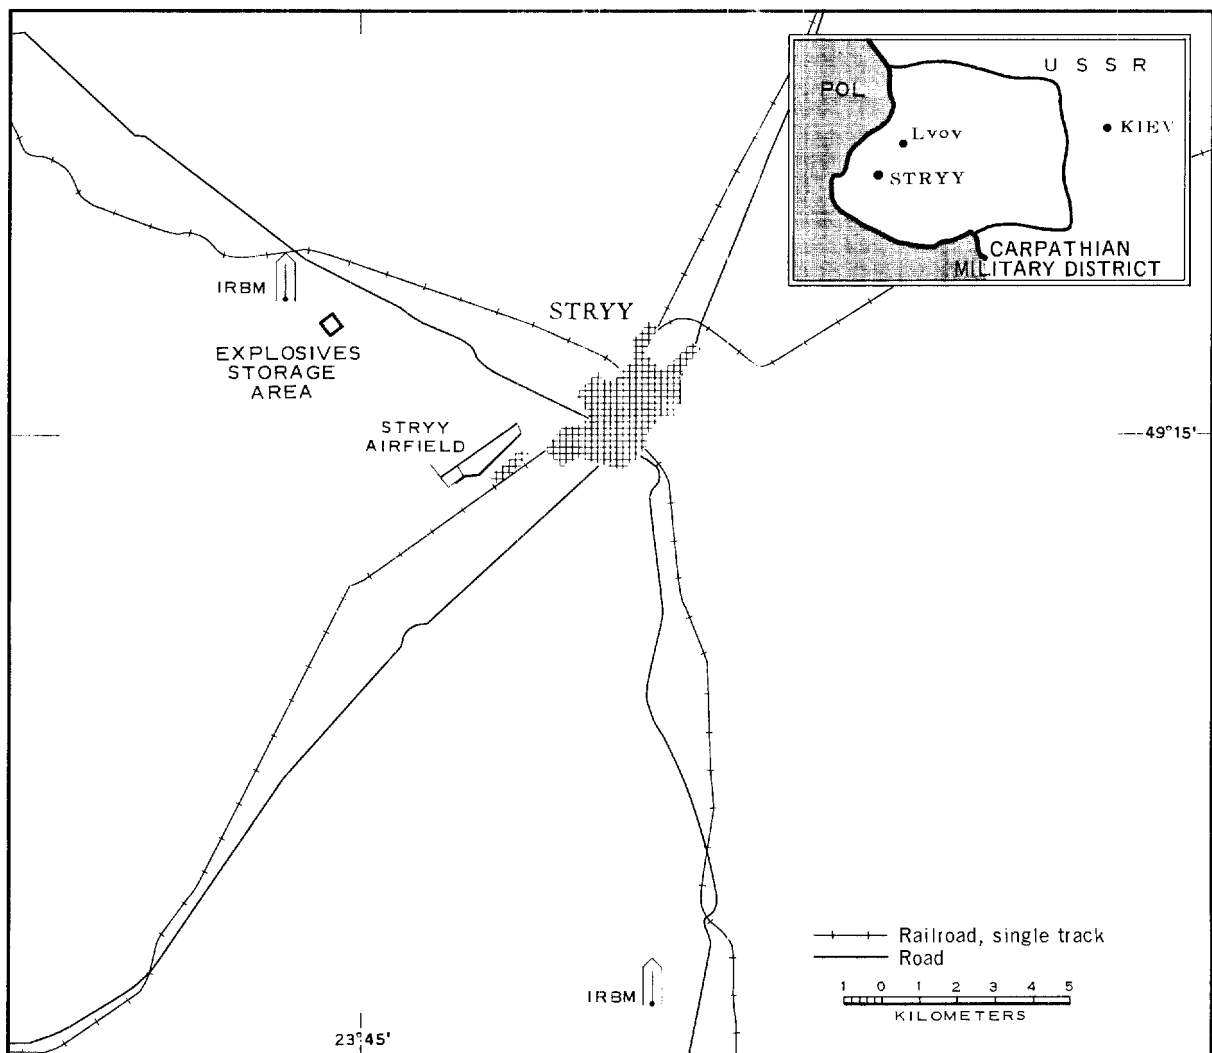 U S S R
POL
Lvov
KIEV
STRYY
CARPATHIAN
MILITARY DISTRICT
IRBM
STRYY
EXPLOSIVES
STORAGE
AREA
STRYY
AIRFIELD
49°15'
Railroad, single track
Road
IRBM
1 0 1 2 3 4 5
KILOMETERS
23°45'